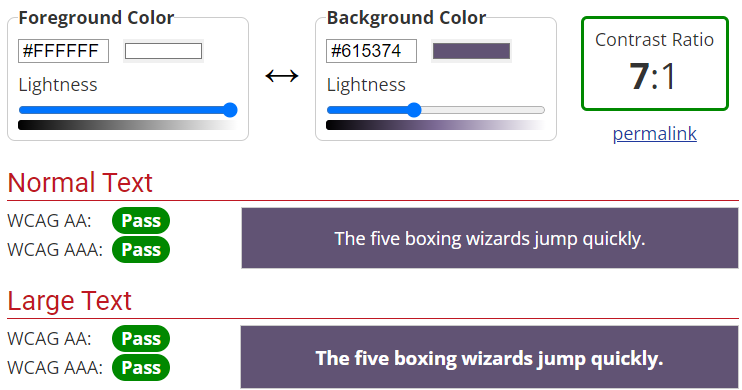 Foreground Color
#FFFFFF
Lightness
↔
Background Color
#615374
Lightness
Contrast Ratio
7:1
permalink
Normal Text
WCAG AA: Pass
WCAG AAA: Pass
The five boxing wizards jump quickly.
Large Text
WCAG AA: Pass
WCAG AAA: Pass
The five boxing wizards jump quickly.